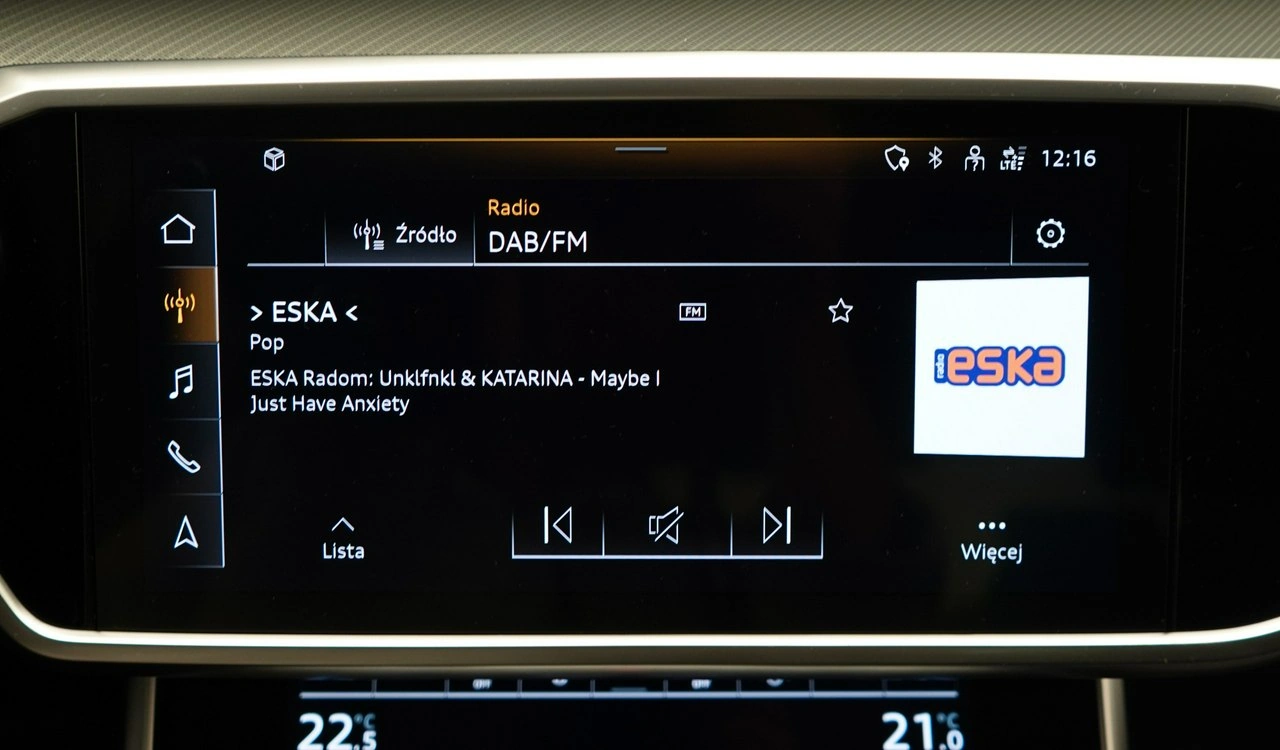 LTE 12:16
Radio
Źródło DAB/FM
> ESKA < FM
Pop
ESKA Radom: Unklfnkl & KATARINA - Maybe I
Just Have Anxiety
radio eska
Lista
Więcej
22.5 °C 21.0 °C